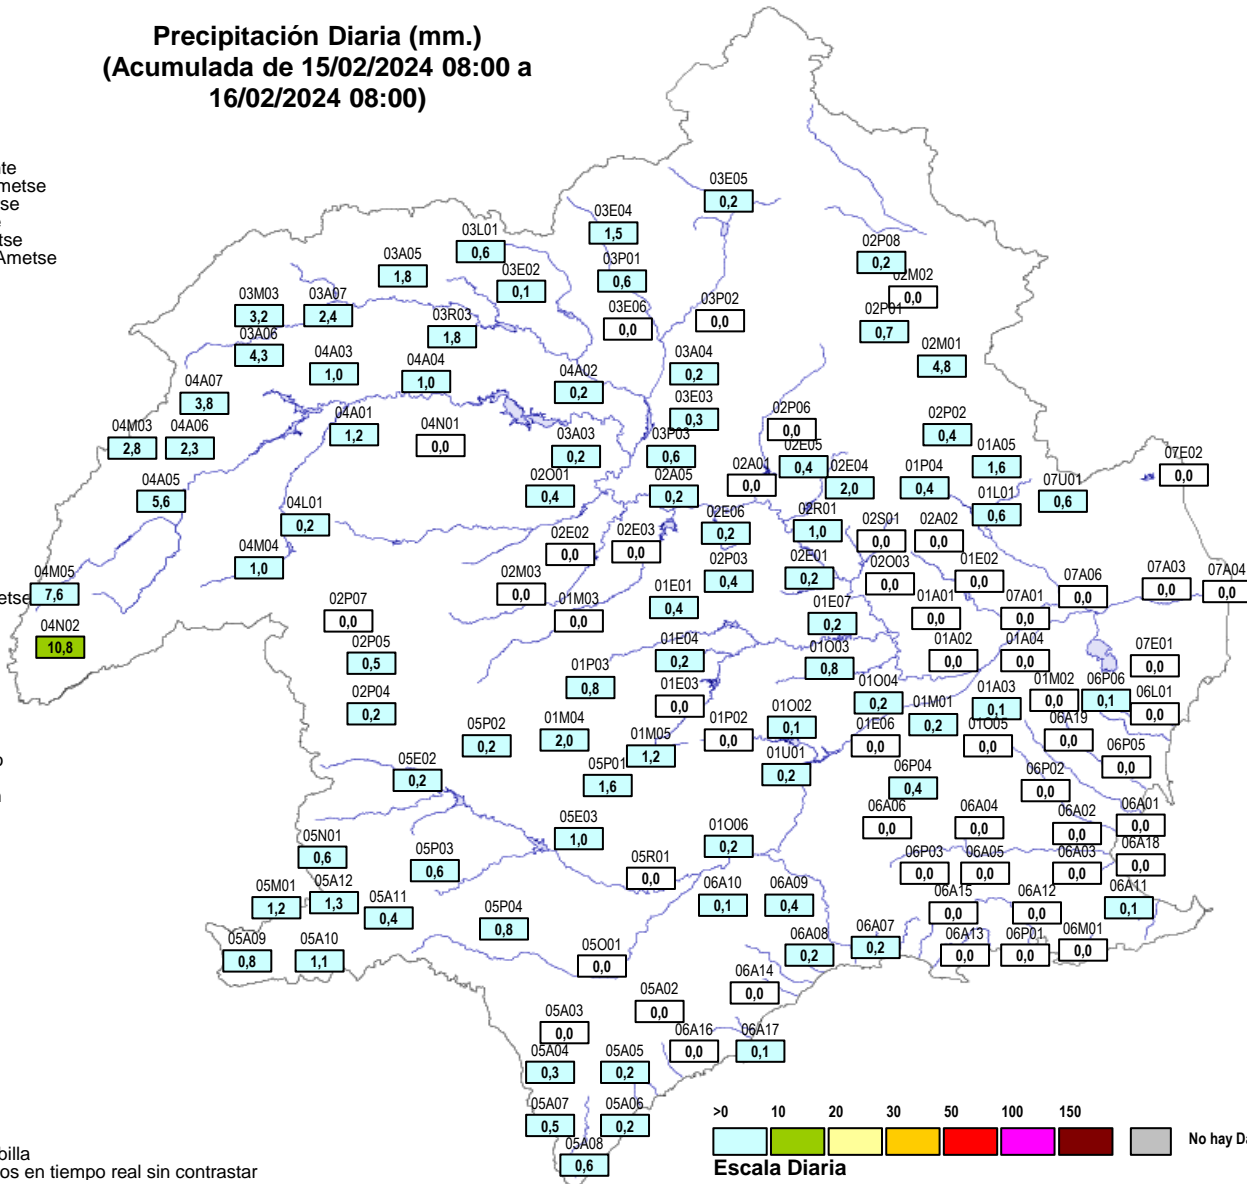 Precipitación Diaria (mm.)
(Acumulada de 15/02/2024 08:00 a
16/02/2024 08:00)
nte
metse
tse
e
tse
Ametse
etse
o
n
billa
os en tiempo real sin contrastar
03E05
0,2
03E04
1,5
03L01
0,6
03A05
1,8
03P01
0,6
03E02
0,1
02P08
0,2
02M02
0,0
03M03
3,2
03A07
2,4
03R03
1,8
03E06
0,0
03P02
0,0
02P01
0,7
03A06
4,3
04A03
1,0
04A04
1,0
04A02
0,2
03A04
0,2
02M01
4,8
04A07
3,8
03E03
0,3
04M03
2,8
04A06
2,3
04A01
1,2
04N01
0,0
03A03
0,2
03P03
0,6
02P06
0,0
02P02
0,4
04A05
5,6
02O01
0,4
02A05
0,2
02A01
0,0
02E05
0,4
02E04
2,0
01P04
0,4
01A05
1,6
07E02
0,0
07U01
0,6
04L01
0,2
02E06
0,2
02R01
1,0
01L01
0,6
02S01
0,0
02A02
0,0
04M04
1,0
02E02
0,0
02E03
0,0
04M05
7,6
02M03
0,0
02P03
0,4
02E01
0,2
02O03
0,0
01E02
0,0
07A06
0,0
07A03
0,0
07A04
0,0
04N02
10,8
02P07
0,0
01M03
0,0
01E01
0,4
01E07
0,2
01A01
0,0
07A01
0,0
02P05
0,5
01E04
0,2
01O03
0,8
01A02
0,0
01A04
0,0
07E01
0,0
02P04
0,2
01P03
0,8
01E03
0,0
01O04
0,2
01A03
0,1
01M02
0,0
06P06
0,1
06L01
0,0
05P02
0,2
01M04
2,0
01M05
1,2
01P02
0,0
01O02
0,1
01E06
0,0
01M01
0,2
01O05
0,0
06A19
0,0
06P05
0,0
05E02
0,2
05P01
1,6
01U01
0,2
06P04
0,4
06P02
0,0
05E03
1,0
01O06
0,2
06A06
0,0
06A04
0,0
06A02
0,0
06A01
0,0
05N01
0,6
05P03
0,6
05R01
0,0
06P03
0,0
06A05
0,0
06A03
0,0
06A18
0,0
05M01
1,2
05A12
1,3
05A11
0,4
06A10
0,1
06A09
0,4
06A15
0,0
06A12
0,0
06A11
0,1
05A09
0,8
05A10
1,1
05P04
0,8
05O01
0,0
06A08
0,2
06A07
0,2
06A13
0,0
06P01
0,0
06M01
0,0
06A14
0,0
05A02
0,0
05A03
0,0
06A16
0,0
06A17
0,1
05A04
0,3
05A05
0,2
05A07
0,5
05A06
0,2
05A08
0,6
>0 10 20 30 50 100 150
No hay Da
Escala Diaria